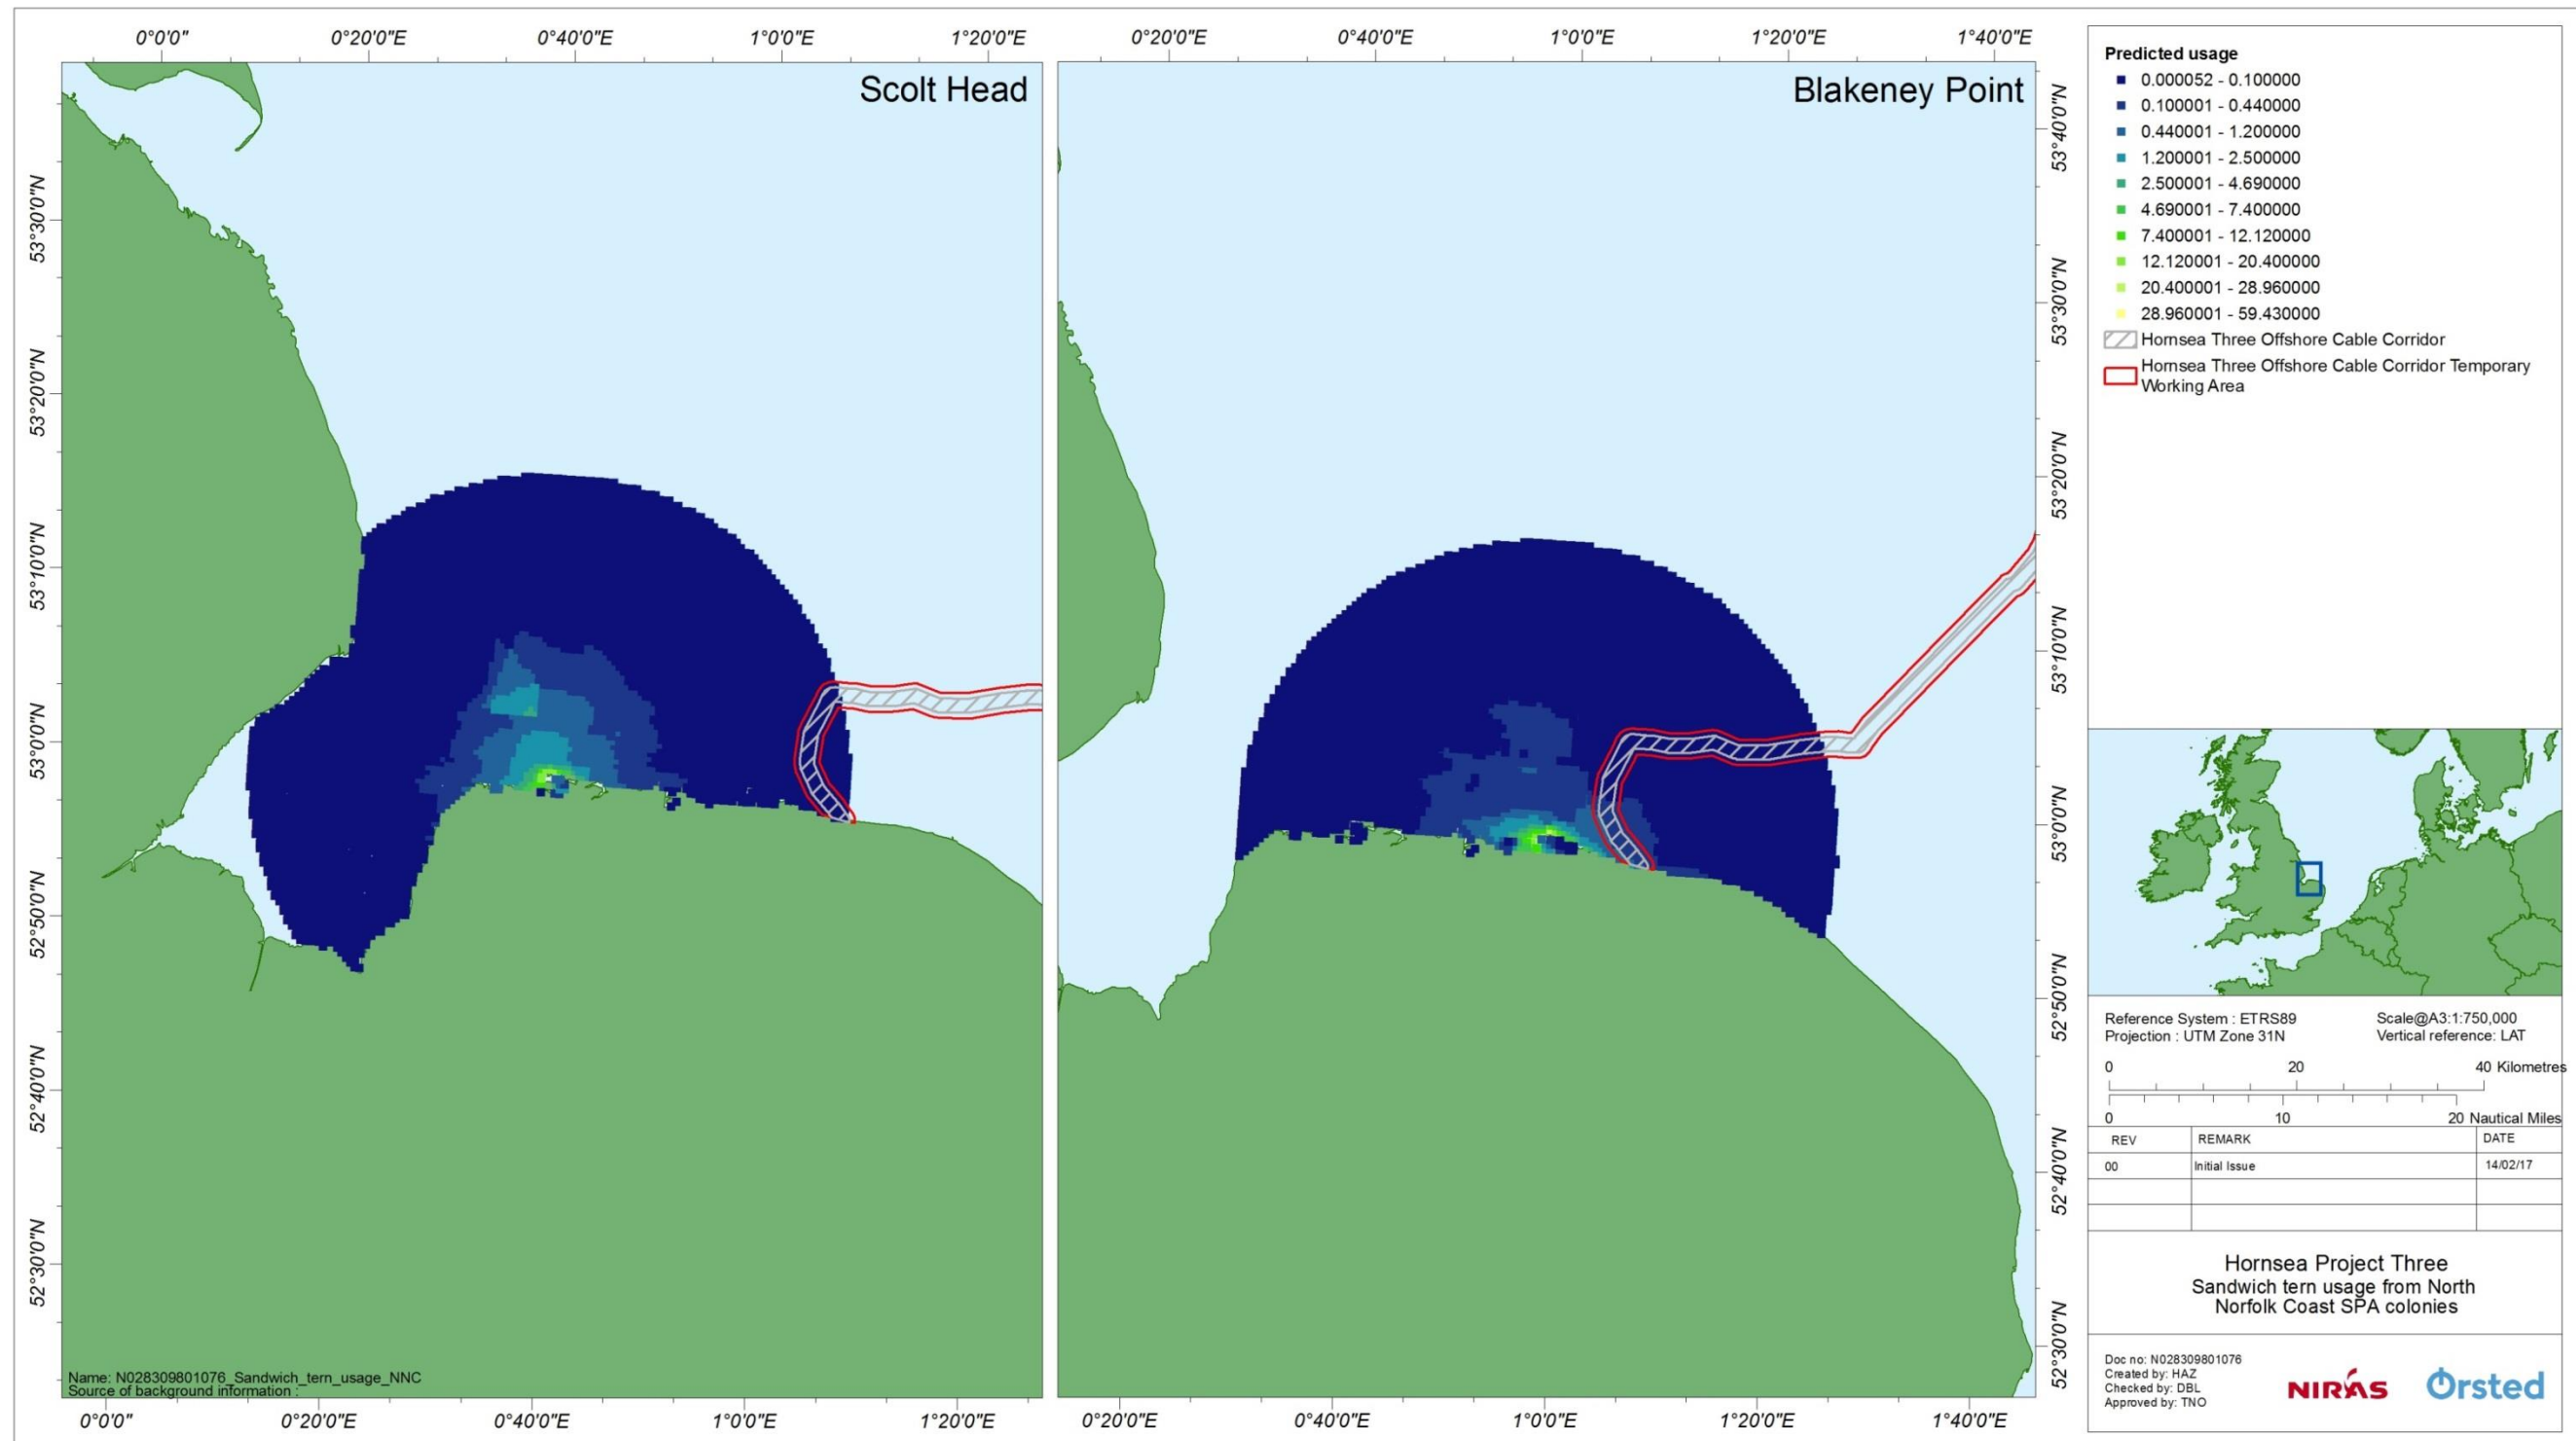 0°0'0" 0°20'0"E 0°40'0"E 1°0'0"E 1°20'0"E
Scolt Head
53°30'0"N
53°20'0"N
53°10'0"N
53°0'0"N
52°50'0"N
52°40'0"N
52°30'0"N
Name: N028309801076_Sandwich_tern_usage_NNC
Source of background information :
0°0'0" 0°20'0"E 0°40'0"E 1°0'0"E 1°20'0"E
0°20'0"E 0°40'0"E 1°0'0"E 1°20'0"E 1°40'0"E
Blakeney Point
53°40'0"N
53°30'0"N
53°20'0"N
53°10'0"N
53°0'0"N
52°50'0"N
52°40'0"N
52°30'0"N
0°20'0"E 0°40'0"E 1°0'0"E 1°20'0"E 1°40'0"E
Predicted usage
0.000052 - 0.100000
0.100001 - 0.440000
0.440001 - 1.200000
1.200001 - 2.500000
2.500001 - 4.690000
4.690001 - 7.400000
7.400001 - 12.120000
12.120001 - 20.400000
20.400001 - 28.960000
28.960001 - 59.430000
Hornsea Three Offshore Cable Corridor
Hornsea Three Offshore Cable Corridor Temporary
Working Area
Reference System : ETRS89 Scale@A3:1:750,000
Projection : UTM Zone 31N Vertical reference: LAT
0 20 40 Kilometres
0 10 20 Nautical Miles
REV REMARK DATE
00 Initial Issue 14/02/17
Hornsea Project Three
Sandwich tern usage from North
Norfolk Coast SPA colonies
Doc no: N028309801076
Created by: HAZ
Checked by: DBL
Approved by: TNO
NIRAS Ørsted